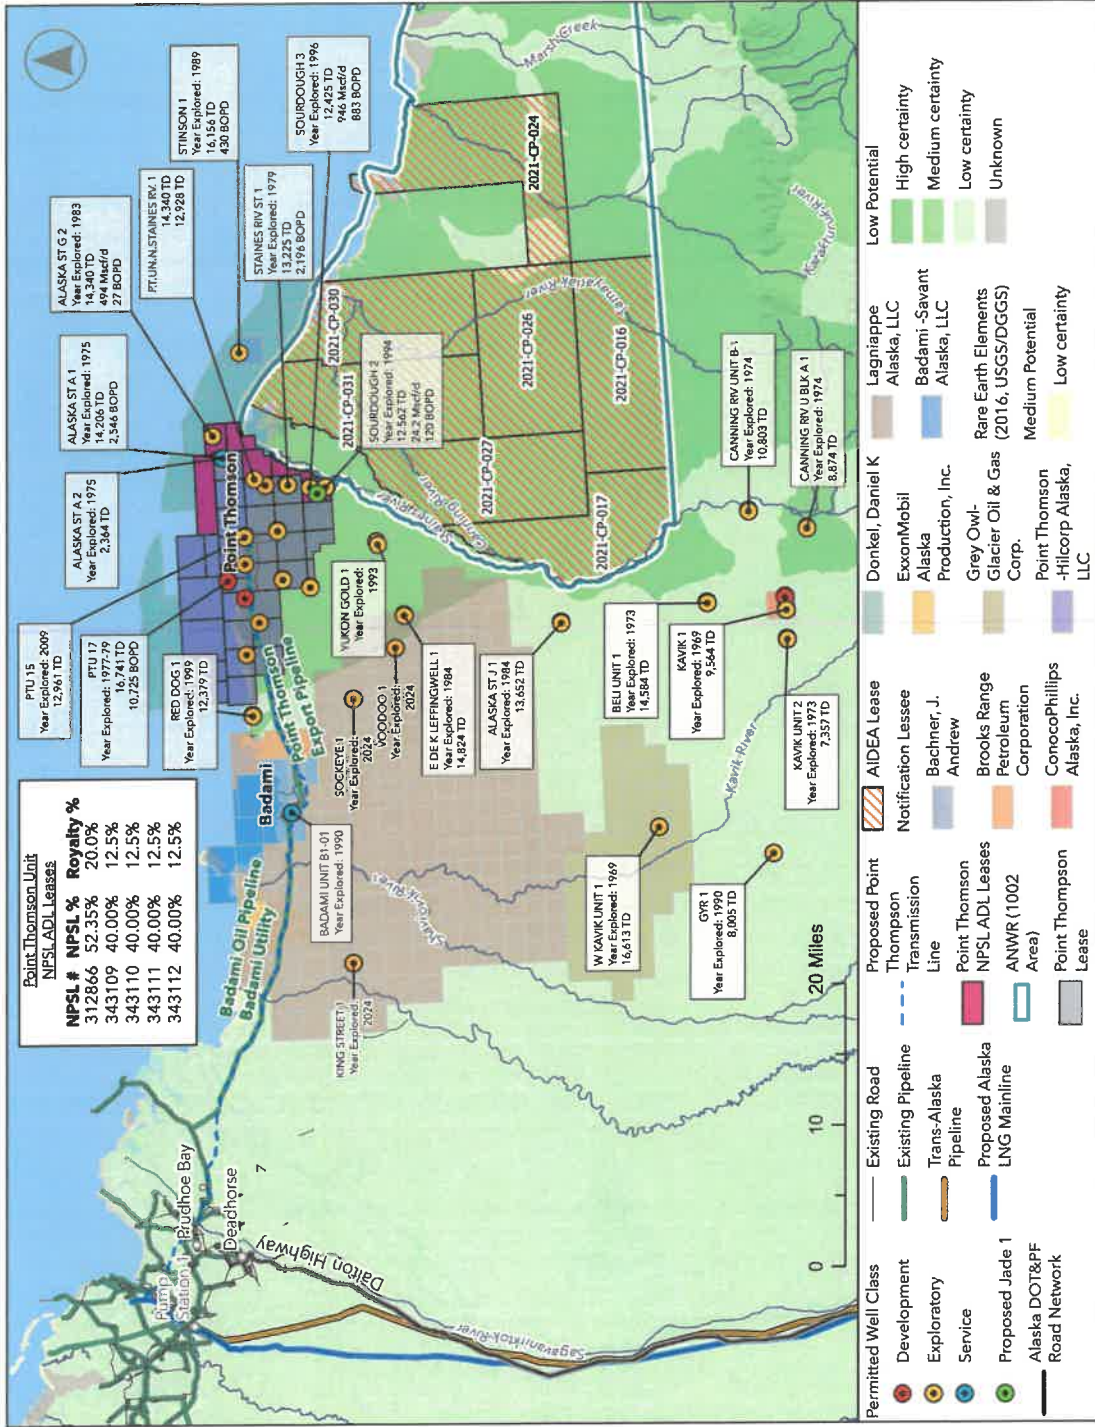 Point Thomson Unit
NPSL ADL Leases
NPSL # NPSL % Royalty %
312866 52.35% 20.0%
343109 40.00% 12.5%
343110 40.00% 12.5%
343111 40.00% 12.5%
343112 40.00% 12.5%
PTU 15
Year Explored: 2009
12,961 TD
PTU 17
Year Explored: 1977-79
16,741 TD
10,725 BOPD
RED DOG 1
Year Explored: 1999
12,379 TD
ALASKA ST A 2
Year Explored: 1975
2,364 TD
ALASKA ST A 1
Year Explored: 1975
14,206 TD
2,546 BOPD
ALASKA ST G 2
Year Explored: 1983
14,340 TD
494 Mscf/d
27 BOPD
P.T.UN.N.STAINES RV. 1
14,340 TD
12,928 TD
STINSON 1
Year Explored: 1989
16,156 TD
430 BOPD
STAINES RIV ST 1
Year Explored: 1979
13,225 TD
2,196 BOPD
SOURDOUGH 3
Year Explored: 1996
12,425 TD
946 Mscf/d
883 BOPD
Pump
Station 1
Prudhoe Bay
Deadhorse
7
Dalton Highway
Sagavanirktok River
Badami Oil Pipeline
Badami Utility
Badami
Point Thomson
Export Pipeline
Point Thomson
BADAMI UNIT B1-01
Year Explored: 1990
KING STREET 1
Year Explored:
2024
SOCKEYE 1
Year Explored:
2024
VOODOO 1
Year Explored:
2024
YUKON GOLD 1
Year Explored:
1993
E DE K LEFFINGWELL 1
Year Explored: 1984
14,824 TD
ALASKA ST J 1
Year Explored: 1984
13,652 TD
SOURDOUGH 2
Year Explored: 1994
12,562 TD
24.2 Mscf/d
120 BOPD
2021-CP-030
2021-CP-031
2021-CP-024
2021-CP-026
2021-CP-027
2021-CP-016
2021-CP-017
Staines River
Canning River
Tamayariak River
Marsh Creek
Katakturuk River
Kavik River
W KAVIK UNIT 1
Year Explored: 1969
16,613 TD
GYR 1
Year Explored: 1990
8,005 TD
BELI UNIT 1
Year Explored: 1973
14,584 TD
KAVIK 1
Year Explored: 1969
9,564 TD
KAVIK UNIT 2
Year Explored: 1973
7,357 TD
CANNING RIV UNIT B-1
Year Explored: 1974
10,803 TD
CANNING RIV U BLK A 1
Year Explored: 1974
8,874 TD
0 10 20 Miles
Permitted Well Class
Development
Exploratory
Service
Proposed Jade 1
Alaska DOT&PF
Road Network
Existing Road
Existing Pipeline
Trans-Alaska
Pipeline
Proposed Alaska
LNG Mainline
Proposed Point
Thompson
Transmission
Line
Point Thomson
NPSL ADL Leases
ANWR (1002
Area)
Point Thompson
Lease
AIDEA Lease
Notification Lessee
Bachner, J.
Andrew
Brooks Range
Petroleum
Corporation
ConocoPhillips
Alaska, Inc.
Donkel, Daniel K
ExxonMobil
Alaska
Production, Inc.
Grey Owl-
Glacier Oil & Gas
Corp.
Point Thomson
-Hilcorp Alaska,
LLC
Lagniappe
Alaska, LLC
Badami -Savant
Alaska, LLC
Rare Earth Elements
(2016, USGS/DGGS)
Medium Potential
Low certainty
Low Potential
High certainty
Medium certainty
Low certainty
Unknown